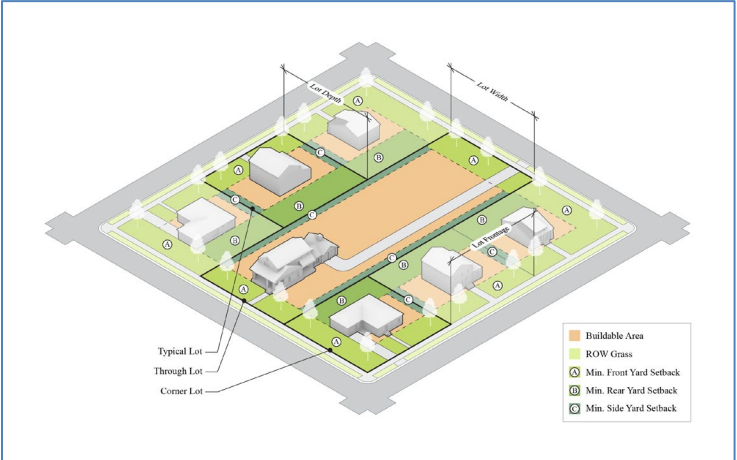 Lot Depth
Lot Width
A
A
C
B
A
C
B
C
B
A
A
B
Lot Frontage
C
C
B
A
B
C
A
A
A
Typical Lot
Through Lot
Corner Lot
Buildable Area
ROW Grass
A Min. Front Yard Setback
B Min. Rear Yard Setback
C Min. Side Yard Setback